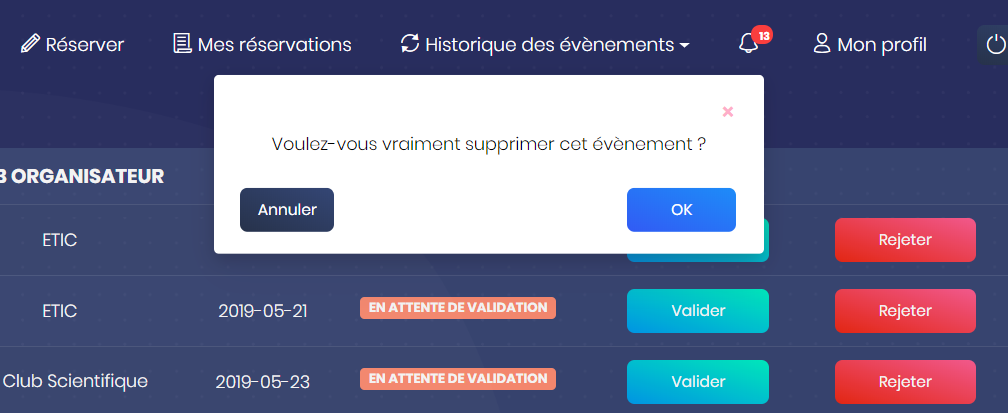 Réserver
Mes réservations
Historique des évènements
13
Mon profil
Voulez-vous vraiment supprimer cet évènement ?
Annuler
OK
ORGANISATEUR
ETIC
Rejeter
ETIC
2019-05-21
EN ATTENTE DE VALIDATION
Valider
Rejeter
Club Scientifique
2019-05-23
EN ATTENTE DE VALIDATION
Valider
Rejeter